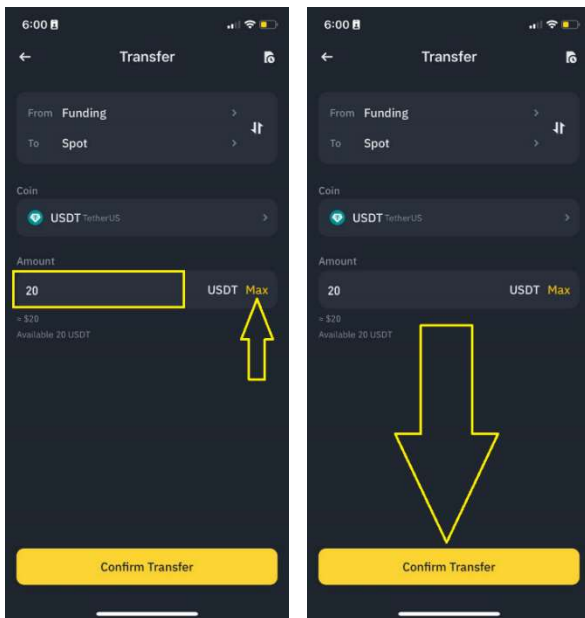 6:00
Transfer
From Funding
To Spot
Coin
USDT TetherUS
Amount
20 USDT Max
≈ $20
Available 20 USDT
Confirm Transfer
6:00
Transfer
From Funding
To Spot
Coin
USDT TetherUS
Amount
20 USDT Max
≈ $20
Available 20 USDT
Confirm Transfer